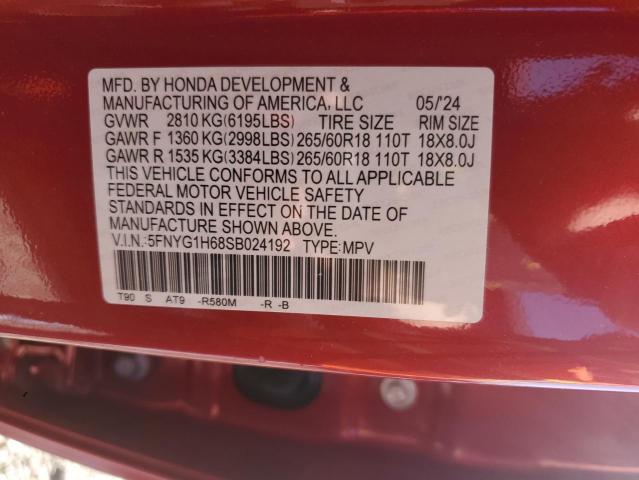 MFD. BY HONDA DEVELOPMENT &
MANUFACTURING OF AMERICA, LLC 05/'24
GVWR 2810 KG(6195LBS) TIRE SIZE RIM SIZE
GAWR F 1360 KG(2998LBS) 265/60R18 110T 18X8.0J
GAWR R 1535 KG(3384LBS) 265/60R18 110T 18X8.0J
THIS VEHICLE CONFORMS TO ALL APPLICABLE
FEDERAL MOTOR VEHICLE SAFETY
STANDARDS IN EFFECT ON THE DATE OF
MANUFACTURE SHOWN ABOVE.
V.I.N.:5FNYG1H68SB024192 TYPE:MPV
T90 S AT9 -R580M -R -B